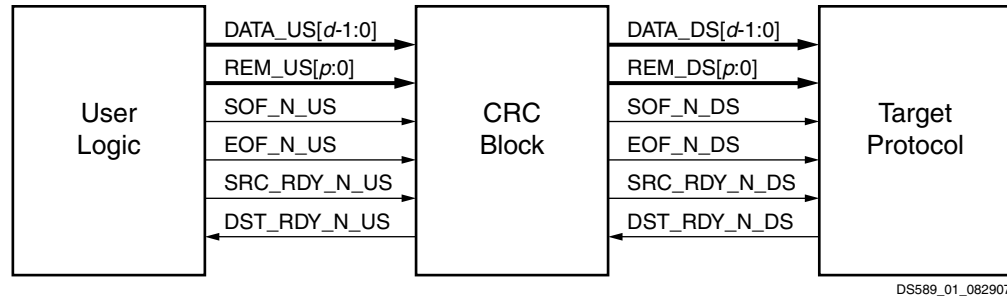 DATA_US[d-1:0]
REM_US[p:0]
SOF_N_US
EOF_N_US
SRC_RDY_N_US
DST_RDY_N_US
User
Logic
CRC
Block
DATA_DS[d-1:0]
REM_DS[p:0]
SOF_N_DS
EOF_N_DS
SRC_RDY_N_DS
DST_RDY_N_DS
Target
Protocol
DS589_01_082907